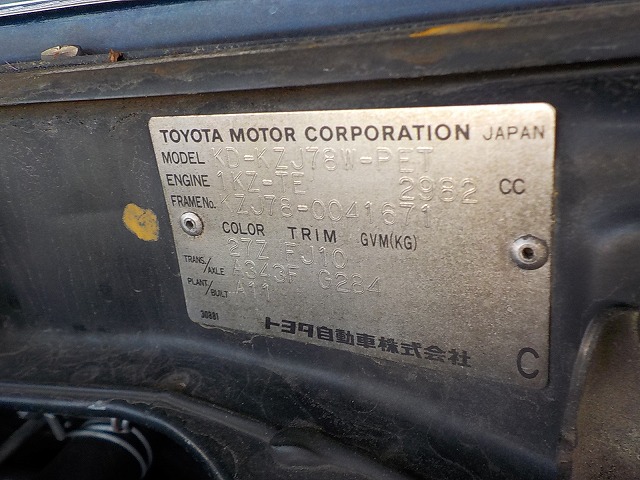 TOYOTA MOTOR CORPORATION JAPAN
MODEL KD-KZJ78W-PET
ENGINE 1KZ-TE 2982 CC
FRAME No. KZJ78-0041671
COLOR TRIM GVM(KG)
27Z FJ10
TRANS./AXLE A343F G284
PLANT/BUILT A11
30881
トヨタ自動車株式会社
C